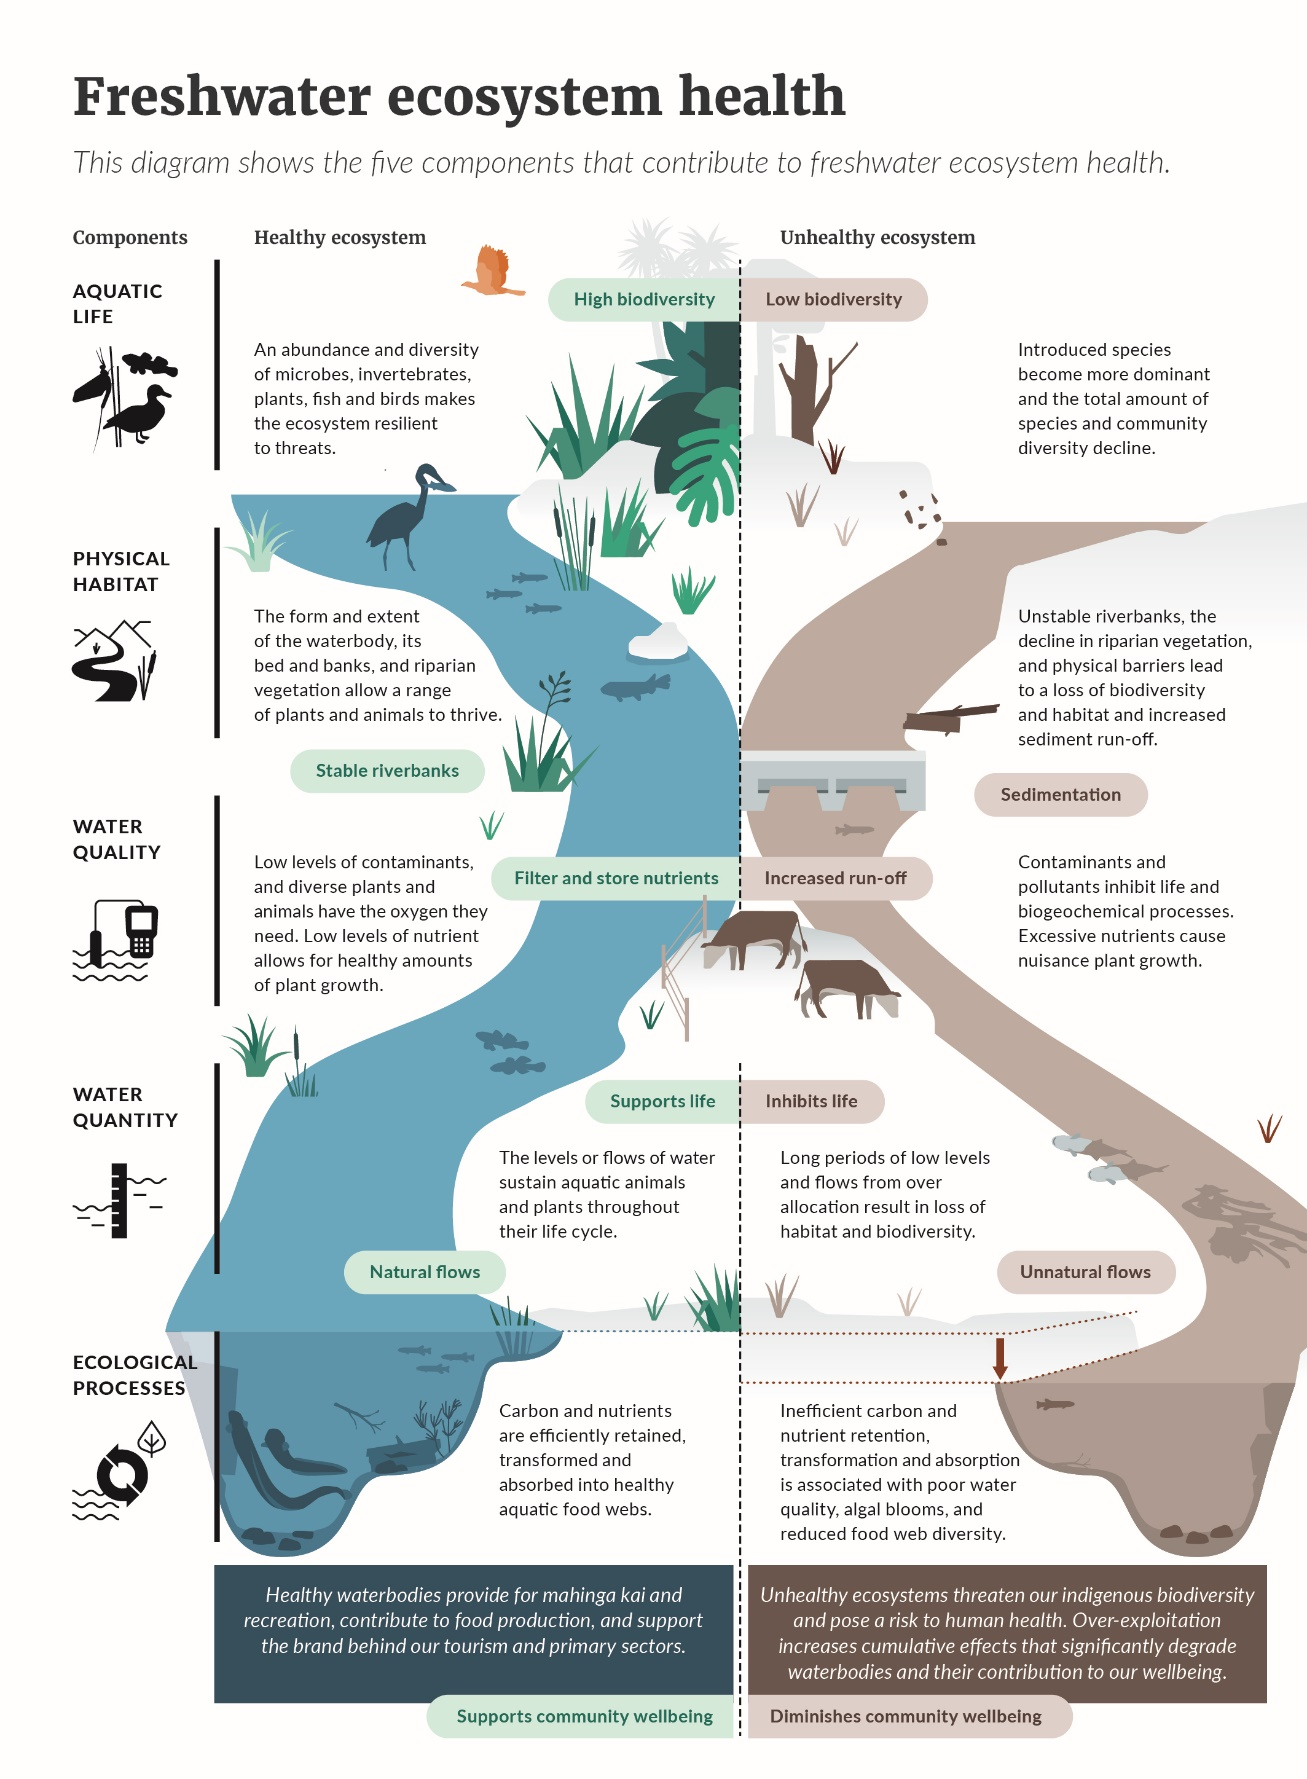 Freshwater ecosystem health
This diagram shows the five components that contribute to freshwater ecosystem health.
Components
Healthy ecosystem
Unhealthy ecosystem
AQUATIC
LIFE
High biodiversity
Low biodiversity
An abundance and diversity
of microbes, invertebrates,
plants, fish and birds makes
the ecosystem resilient
to threats.
Introduced species
become more dominant
and the total amount of
species and community
diversity decline.
PHYSICAL
HABITAT
The form and extent
of the waterbody, its
bed and banks, and riparian
vegetation allow a range
of plants and animals to thrive.
Unstable riverbanks, the
decline in riparian vegetation,
and physical barriers lead
to a loss of biodiversity
and habitat and increased
sediment run-off.
Stable riverbanks
Sedimentation
WATER
QUALITY
Low levels of contaminants,
and diverse plants and
animals have the oxygen they
need. Low levels of nutrient
allows for healthy amounts
of plant growth.
Filter and store nutrients
Increased run-off
Contaminants and
pollutants inhibit life and
biogeochemical processes.
Excessive nutrients cause
nuisance plant growth.
WATER
QUANTITY
Supports life
Inhibits life
The levels or flows of water
sustain aquatic animals
and plants throughout
their life cycle.
Long periods of low levels
and flows from over
allocation result in loss of
habitat and biodiversity.
Natural flows
Unnatural flows
ECOLOGICAL
PROCESSES
Carbon and nutrients
are efficiently retained,
transformed and
absorbed into healthy
aquatic food webs.
Inefficient carbon and
nutrient retention,
transformation and absorption
is associated with poor water
quality, algal blooms, and
reduced food web diversity.
Healthy waterbodies provide for mahinga kai and
recreation, contribute to food production, and support
the brand behind our tourism and primary sectors.
Unhealthy ecosystems threaten our indigenous biodiversity
and pose a risk to human health. Over-exploitation
increases cumulative effects that significantly degrade
waterbodies and their contribution to our wellbeing.
Supports community wellbeing
Diminishes community wellbeing